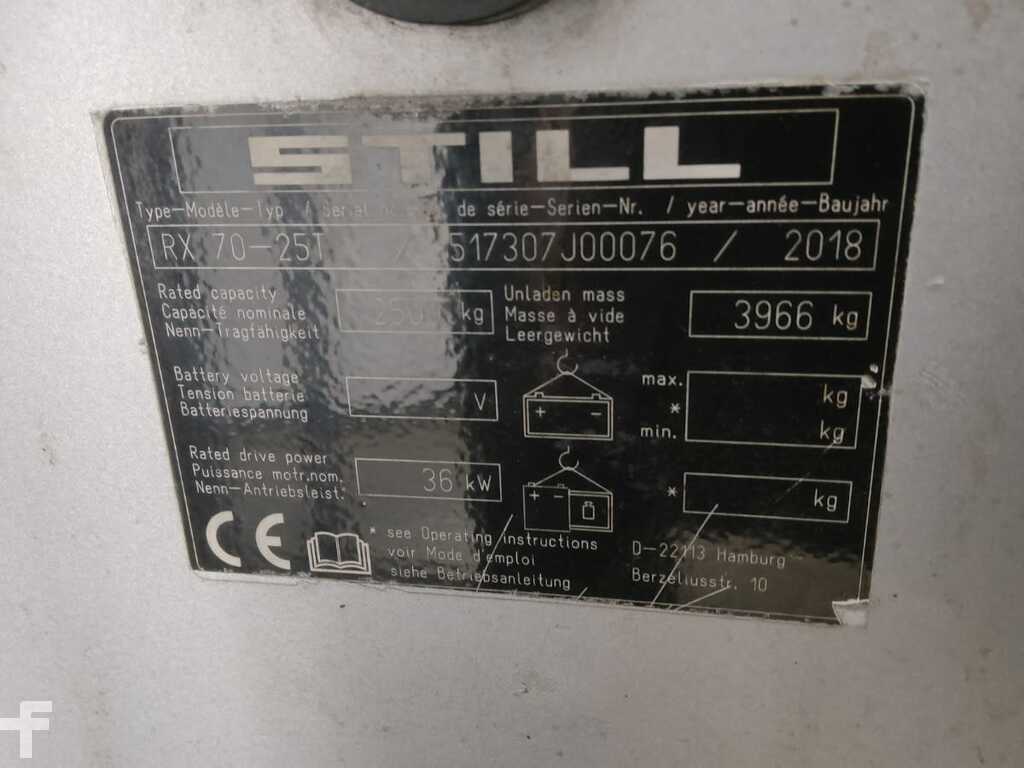 STILL
Type-Modèle-Typ / Serial de série-Serien-Nr. / year-année-Baujahr
RX 70-25T / 517307J00076 / 2018
Rated capacity
Capacité nominale
Nenn-Tragfähigkeit
kg
Unladen mass
Masse à vide
Leergewicht
3966 kg
Battery voltage
Tension batterie
Batteriespannung
V
+ -
max.
*
min.
kg
kg
Rated drive power
Puissance motr.nom.
Nenn-Antriebsleist.
36 kW
+ -
*
kg
CE
* see Operating instructions
voir Mode d'emploi
siehe Betriebsanleitung
D-22113 Hamburg
Berzeliusstr. 10